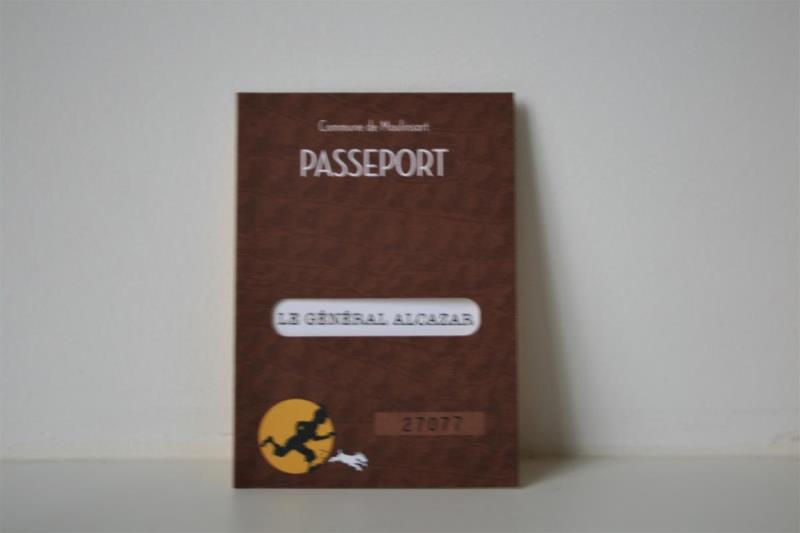 Commune de Moulinsart
PASSEPORT
LE GÉNÉRAL ALCAZAR
27077